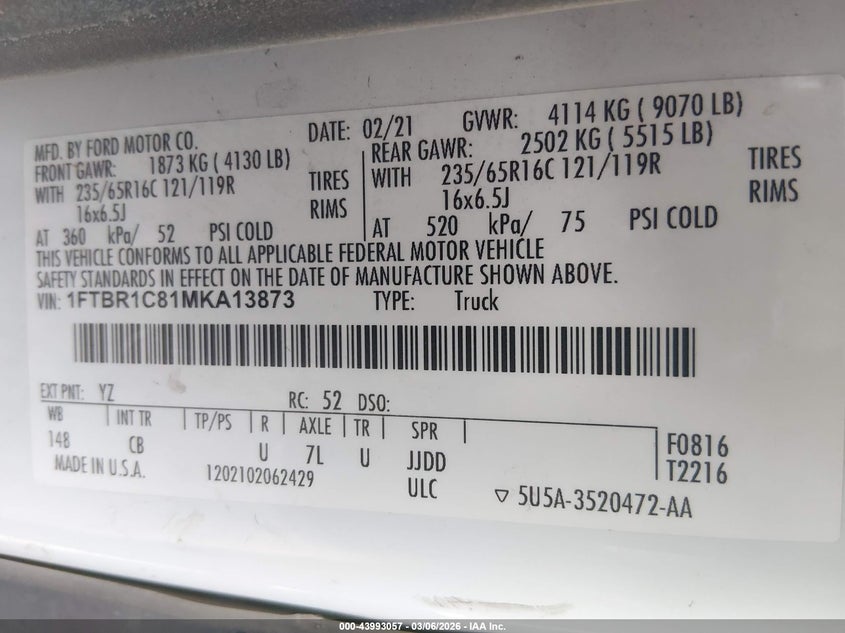 MFD. BY FORD MOTOR CO. DATE: 02/21 GVWR: 4114 KG ( 9070 LB)
FRONT GAWR: 1873 KG ( 4130 LB) REAR GAWR: 2502 KG ( 5515 LB)
WITH 235/65R16C 121/119R TIRES WITH 235/65R16C 121/119R TIRES
16x6.5J RIMS 16x6.5J RIMS
AT 360 kPa/ 52 PSI COLD AT 520 kPa/ 75 PSI COLD
THIS VEHICLE CONFORMS TO ALL APPLICABLE FEDERAL MOTOR VEHICLE
SAFETY STANDARDS IN EFFECT ON THE DATE OF MANUFACTURE SHOWN ABOVE.
VIN: 1FTBR1C81MKA13873 TYPE: Truck
EXT PNT: YZ RC: 52 DSO:
WB INT TR TP/PS R AXLE TR SPR
148 CB U 7L U JJDD F0816
MADE IN U.S.A. 1202102062429 ULC T2216
5U5A-3520472-AA
000-43993057 - 03/06/2026 - IAA Inc.